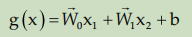 g(x) = W⃗₀x₁ + W⃗₁x₂ + b